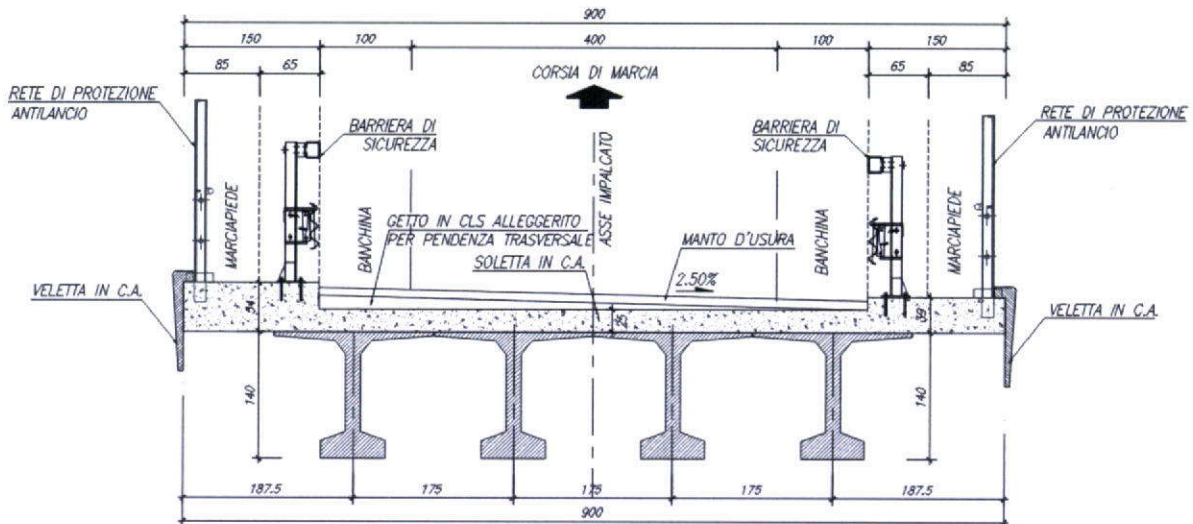 900
150 100 400 100 150
85 65 65 85
CORSIA DI MARCIA
RETE DI PROTEZIONE
ANTILANCIO
BARRIERA DI
SICUREZZA
BARRIERA DI
SICUREZZA
RETE DI PROTEZIONE
ANTILANCIO
MARCIAPIEDE
BANCHINA
ASSE IMPALCATO
BANCHINA
MARCIAPIEDE
GETTO IN CLS ALLEGGERITO
PER PENDENZA TRASVERSALE
SOLETTA IN C.A.
MANTO D'USURA
2.50%
VELETTA IN C.A.
VELETTA IN C.A.
54
25
39
140
140
187.5 175 175 175 187.5
900